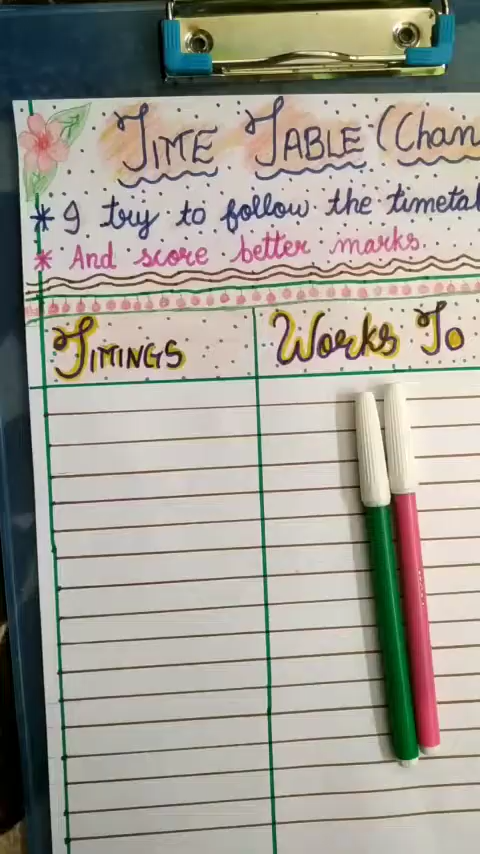 Time Table (Chan
* I try to follow the timetal
* And score better marks.
Timings
Works To